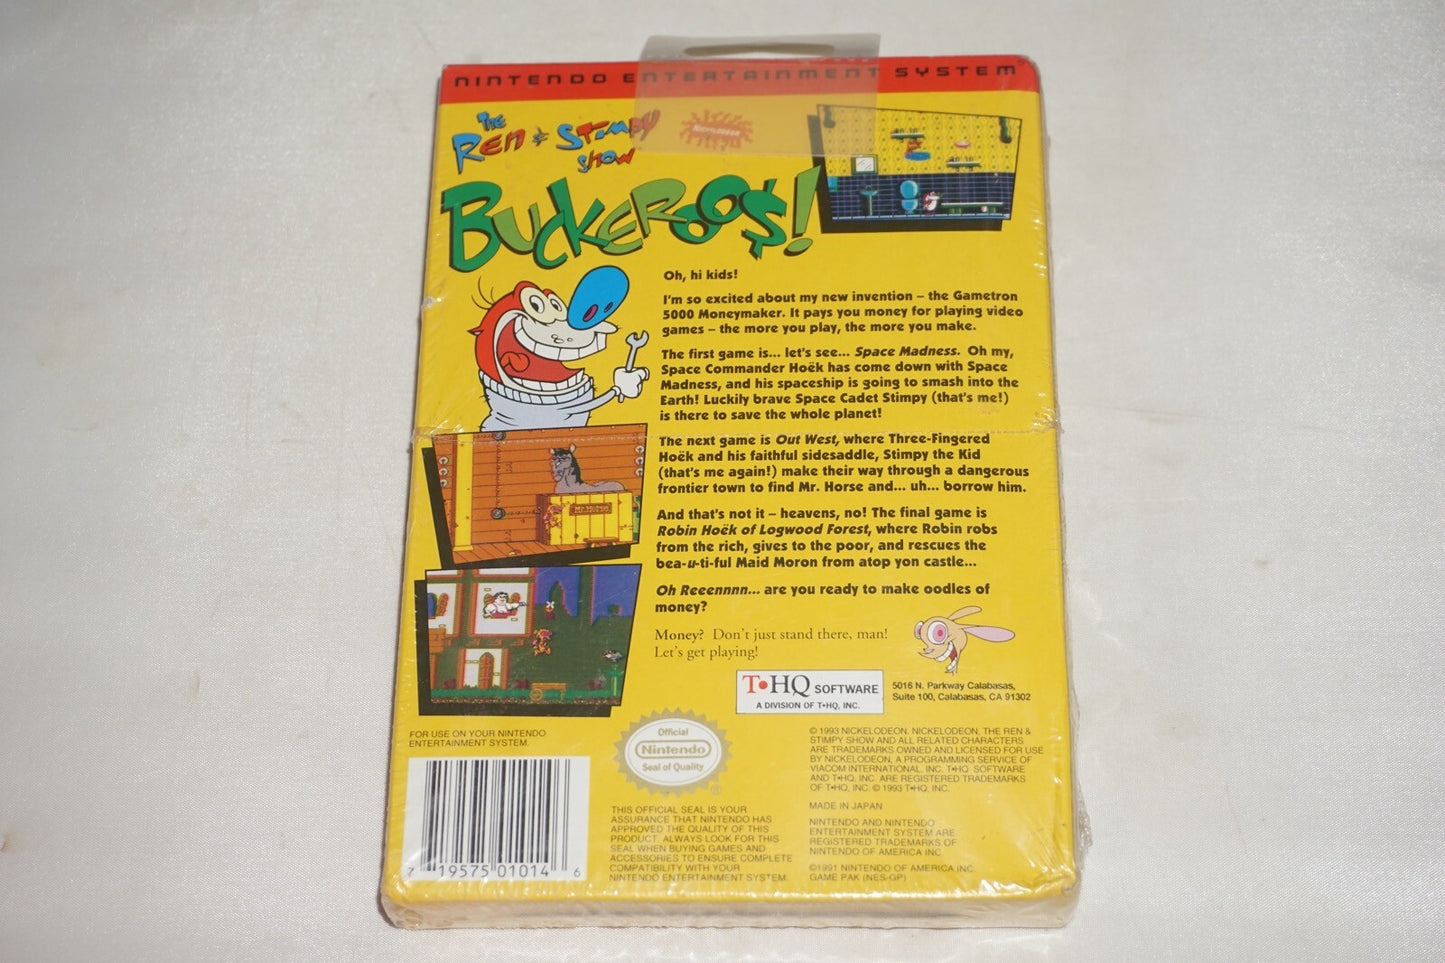 NINTENDO ENTERTAINMENT SYSTEM®
THE
REN & STIMPY
SHOW
NICKELODEON
BUCKEROO$!
Oh, hi kids!
I'm so excited about my new invention – the Gametron
5000 Moneymaker. It pays you money for playing video
games – the more you play, the more you make.
The first game is... let's see... Space Madness. Oh my,
Space Commander Hoëk has come down with Space
Madness, and his spaceship is going to smash into the
Earth! Luckily brave Space Cadet Stimpy (that's me!)
is there to save the whole planet!
The next game is Out West, where Three-Fingered
Hoëk and his faithful sidesaddle, Stimpy the Kid
(that's me again!) make their way through a dangerous
frontier town to find Mr. Horse and... uh... borrow him.
And that's not it – heavens, no! The final game is
Robin Hoëk of Logwood Forest, where Robin robs
from the rich, gives to the poor, and rescues the
bea-u-ti-ful Maid Moron from atop yon castle...
Oh Reeennnn... are you ready to make oodles of
money?
Money? Don't just stand there, man!
Let's get playing!
Mr. Horse
T•HQ SOFTWARE
A DIVISION OF T•HQ, INC.
5016 N. Parkway Calabasas,
Suite 100, Calabasas, CA 91302
FOR USE ON YOUR NINTENDO
ENTERTAINMENT SYSTEM.
7 19575 01014 6
Official
Nintendo
Seal of Quality
®
THIS OFFICIAL SEAL IS YOUR
ASSURANCE THAT NINTENDO HAS
APPROVED THE QUALITY OF THIS
PRODUCT. ALWAYS LOOK FOR THIS
SEAL WHEN BUYING GAMES AND
ACCESSORIES TO ENSURE COMPLETE
COMPATIBILITY WITH YOUR
NINTENDO ENTERTAINMENT SYSTEM.
© 1993 NICKELODEON. NICKELODEON, THE REN &
STIMPY SHOW AND ALL RELATED CHARACTERS
ARE TRADEMARKS OWNED AND LICENSED FOR USE
BY NICKELODEON, A PROGRAMMING SERVICE OF
VIACOM INTERNATIONAL, INC. T•HQ SOFTWARE
AND T•HQ, INC. ARE REGISTERED TRADEMARKS
OF T•HQ, INC. © 1993 T•HQ, INC.
MADE IN JAPAN
NINTENDO AND NINTENDO
ENTERTAINMENT SYSTEM ARE
REGISTERED TRADEMARKS OF
NINTENDO OF AMERICA INC.
©1991 NINTENDO OF AMERICA INC.
GAME PAK (NES-GP)